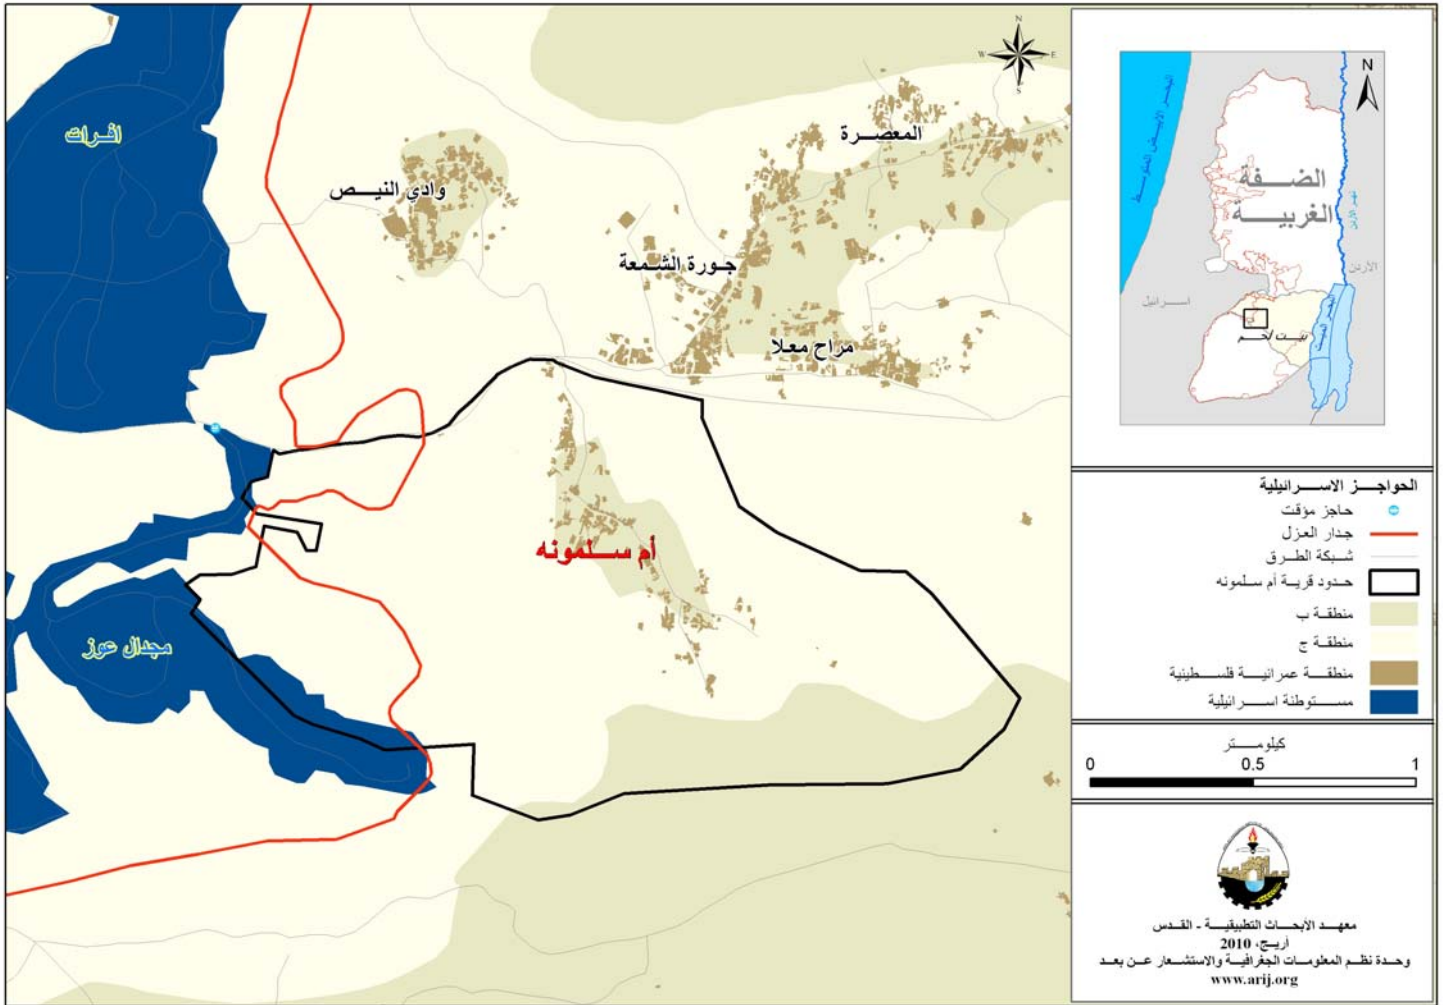 افرات
وادي النيص
المعصرة
جورة الشمعة
مراح معلا
أم سلمونه
مجدال عوز
N
W
E
S
N
البحر الابيض المتوسط
الضفة
الغربية
نهر الأردن
الأردن
اسرائيل
البحر الميت
بيت لحم
الحواجز الاسرائيلية
حاجز مؤقت
جدار العزل
شبكة الطرق
حدود قرية أم سلمونه
منطقة ب
منطقة ج
منطقة عمرانية فلسطينية
مستوطنة اسرائيلية
كيلومتر
0 0.5 1
معهد الأبحاث التطبيقية - القدس
أريج، 2010
وحدة نظم المعلومات الجغرافية والاستشعار عن بعد
www.arij.org